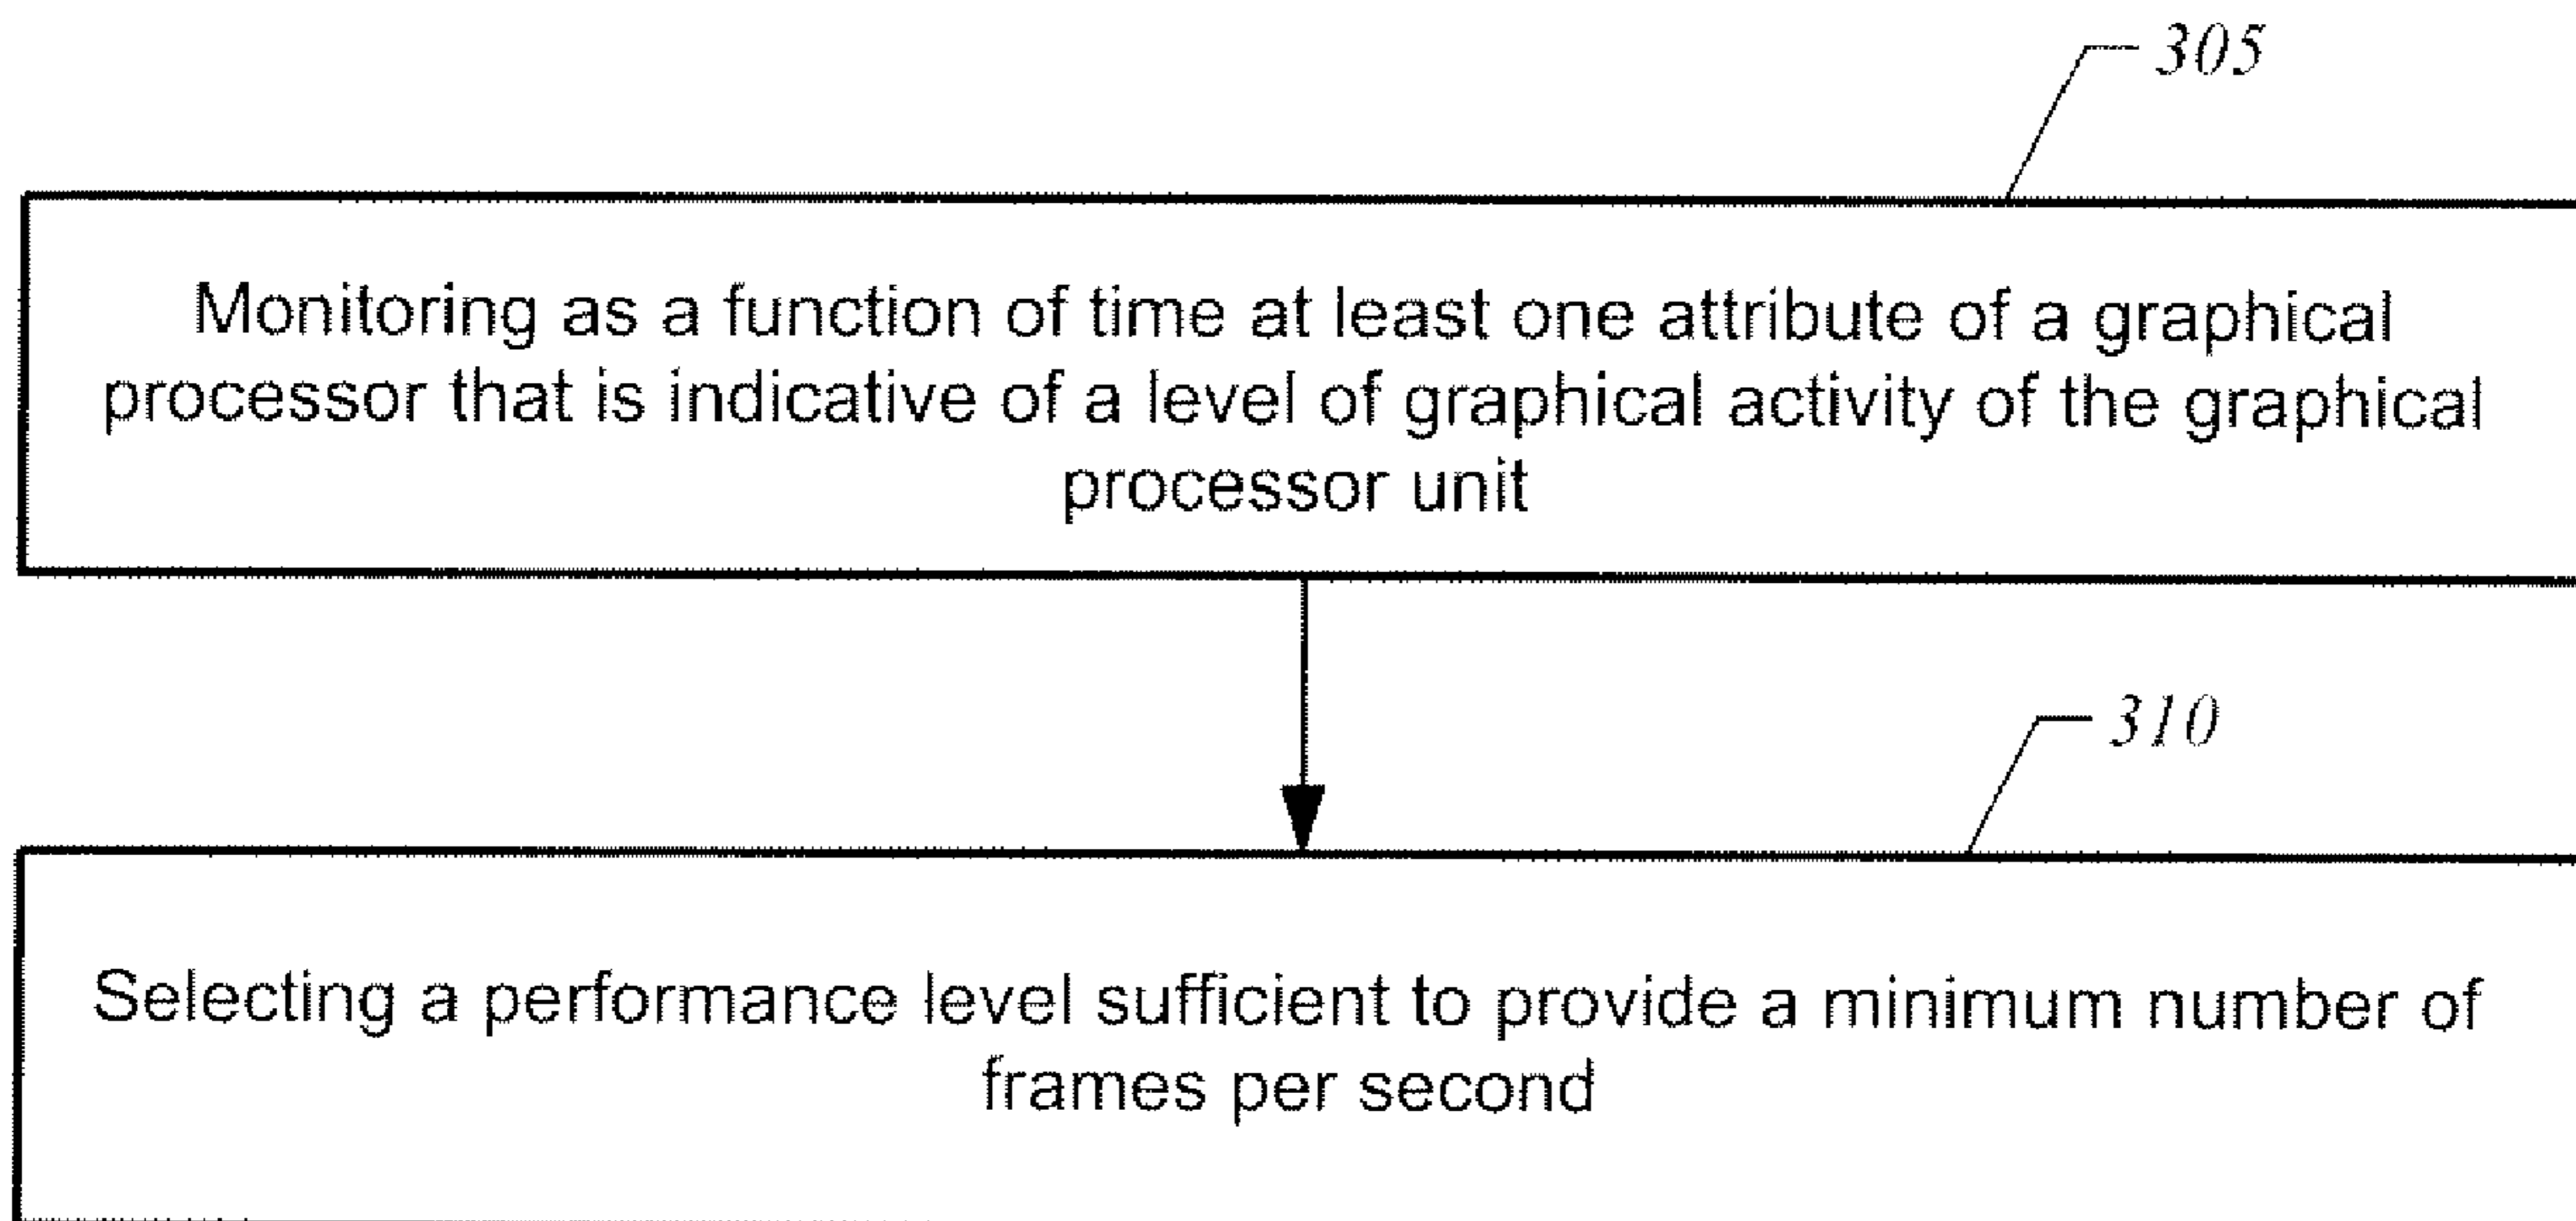 305
Monitoring as a function of time at least one attribute of a graphical
processor that is indicative of a level of graphical activity of the graphical
processor unit
310
Selecting a performance level sufficient to provide a minimum number of
frames per second